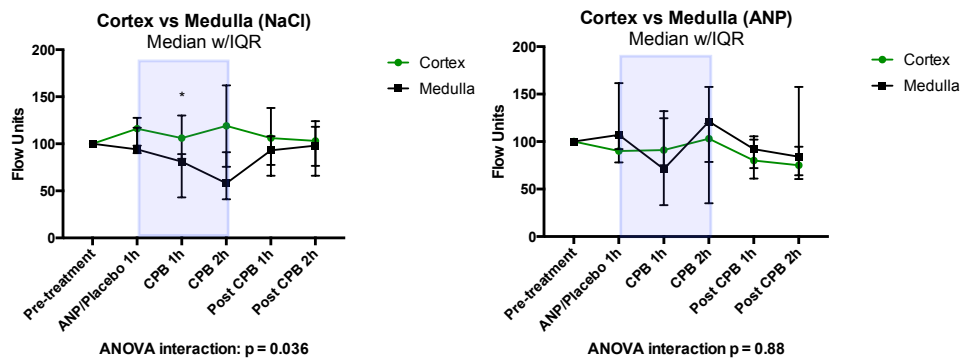 Cortex vs Medulla (NaCl)
Median w/IQR
200
150
100
50
0
Flow Units
*
Cortex
Medulla
Pre-treatment
ANP/Placebo 1h
CPB 1h
CPB 2h
Post CPB 1h
Post CPB 2h
ANOVA interaction: p = 0.036
Cortex vs Medulla (ANP)
Median w/IQR
200
150
100
50
0
Flow Units
Cortex
Medulla
Pre-treatment
ANP/Placebo 1h
CPB 1h
CPB 2h
Post CPB 1h
Post CPB 2h
ANOVA interaction p = 0.88